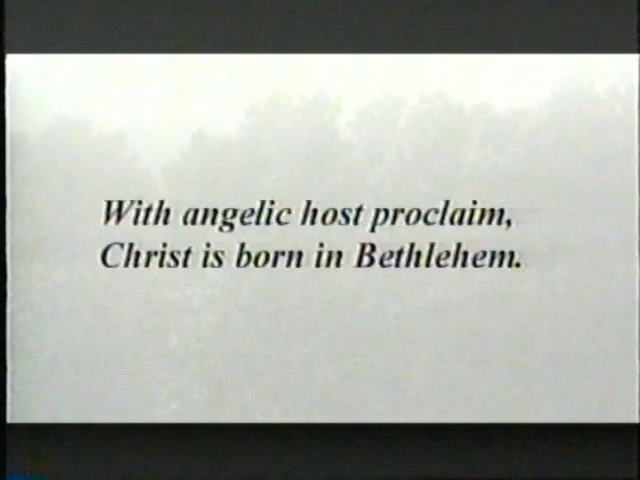 With angelic host proclaim,
Christ is born in Bethlehem.